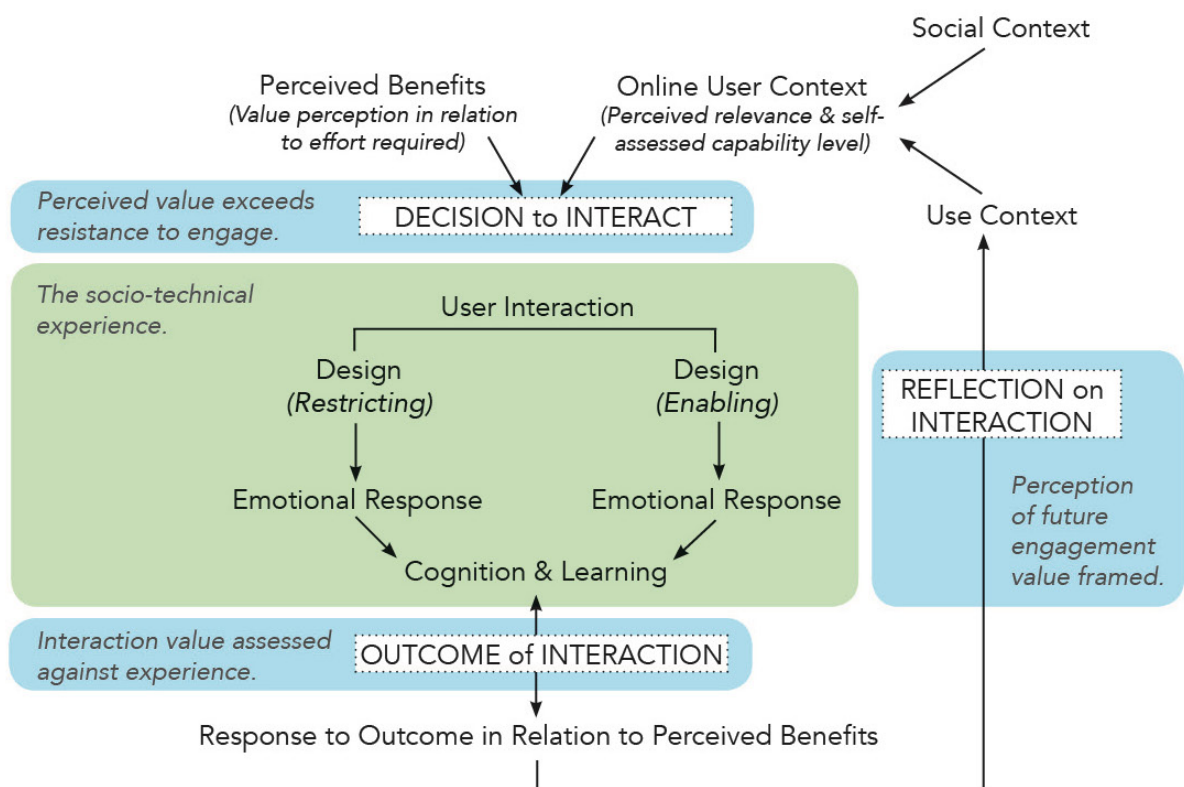 Social Context
Perceived Benefits
(Value perception in relation
to effort required)
Online User Context
(Perceived relevance & self-
assessed capability level)
Perceived value exceeds
resistance to engage.
DECISION to INTERACT
Use Context
The socio-technical
experience.
User Interaction
Design
(Restricting)
Design
(Enabling)
Emotional Response
Emotional Response
Cognition & Learning
REFLECTION on
INTERACTION
Perception
of future
engagement
value framed.
Interaction value assessed
against experience.
OUTCOME of INTERACTION
Response to Outcome in Relation to Perceived Benefits